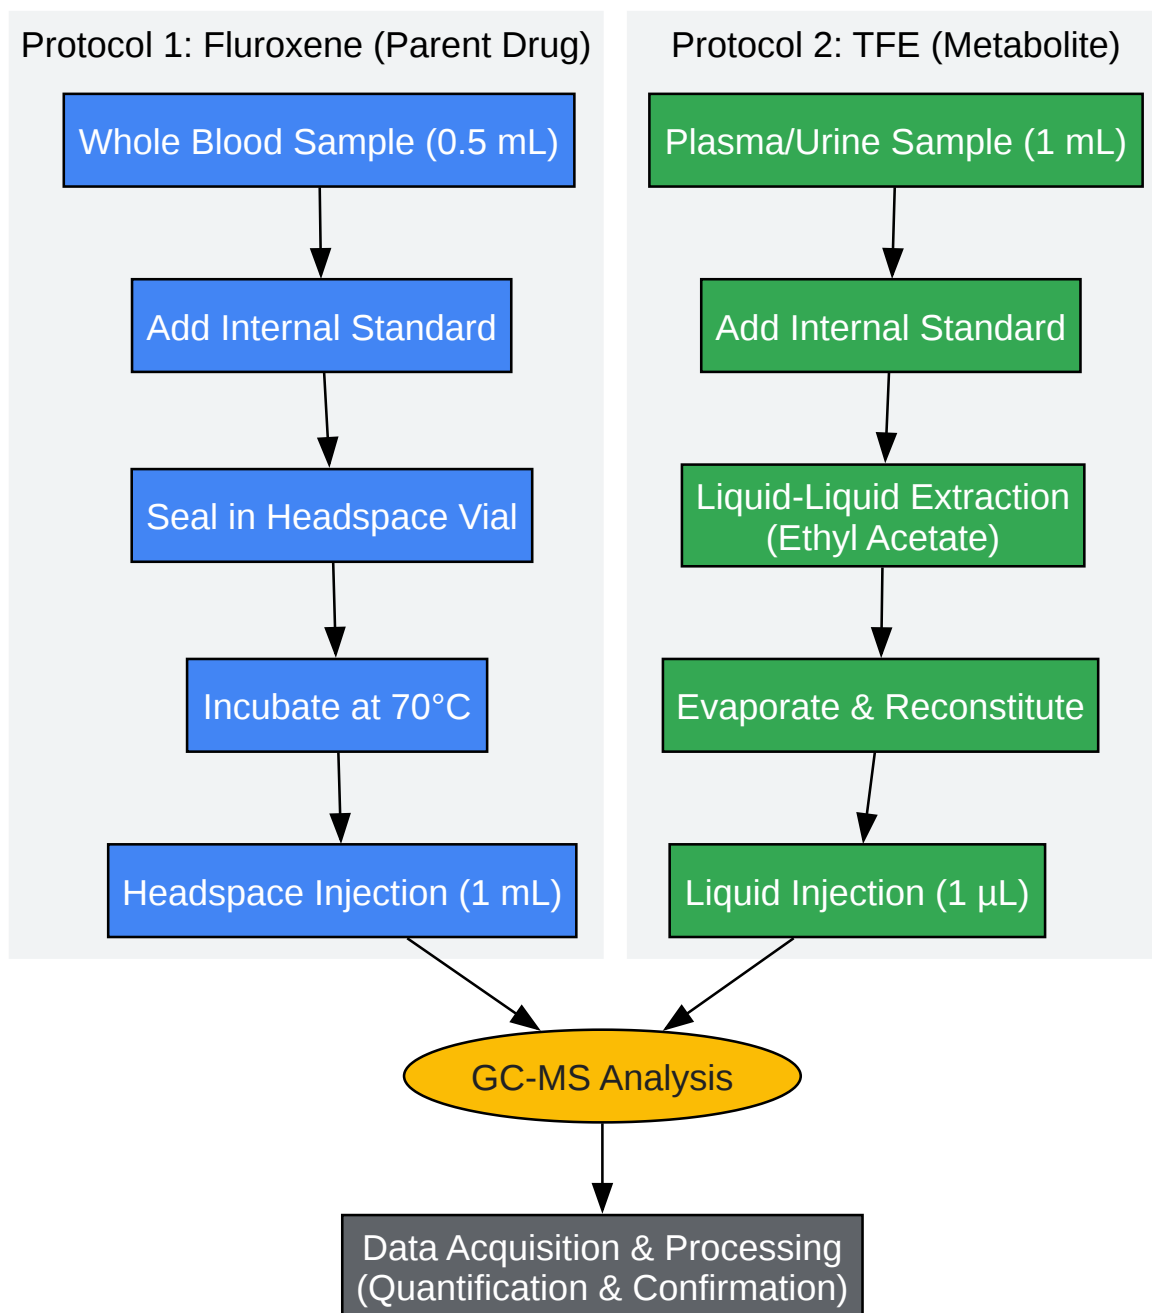 Protocol 1: Fluroxene (Parent Drug)
Whole Blood Sample (0.5 mL)
Add Internal Standard
Seal in Headspace Vial
Incubate at 70°C
Headspace Injection (1 mL)
Protocol 2: TFE (Metabolite)
Plasma/Urine Sample (1 mL)
Add Internal Standard
Liquid-Liquid Extraction
(Ethyl Acetate)
Evaporate & Reconstitute
Liquid Injection (1 µL)
GC-MS Analysis
Data Acquisition & Processing
(Quantification & Confirmation)